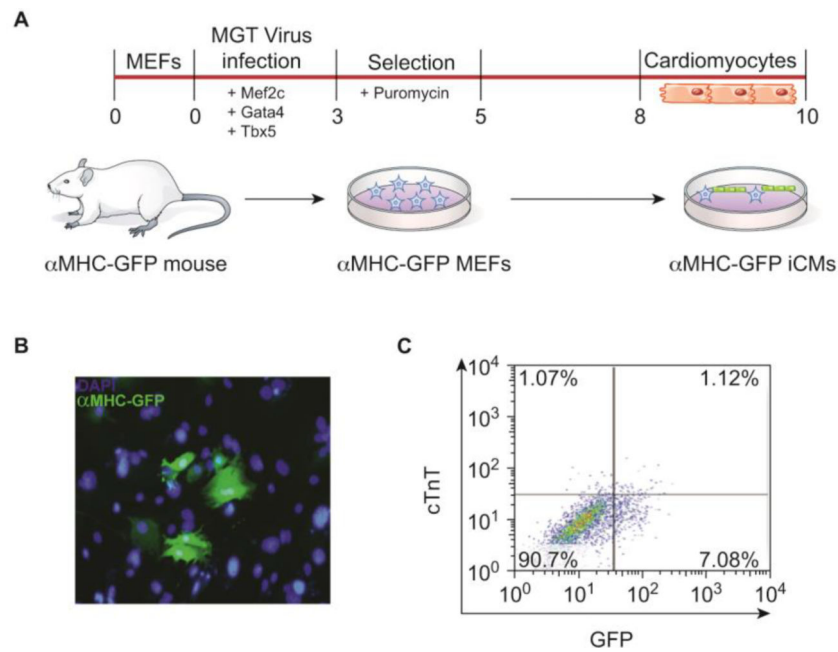 A
MEFs
MGT Virus
infection
Selection
Cardiomyocytes
+ Mef2c
+ Gata4
+ Tbx5
+ Puromycin
0 0 3 5 8 10
αMHC-GFP mouse
αMHC-GFP MEFs
αMHC-GFP iCMs
B
DAPI
αMHC-GFP
C
10⁴
10³
10²
10¹
10⁰
cTnT
1.07% 1.12%
90.7% 7.08%
10⁰ 10¹ 10² 10³ 10⁴
GFP